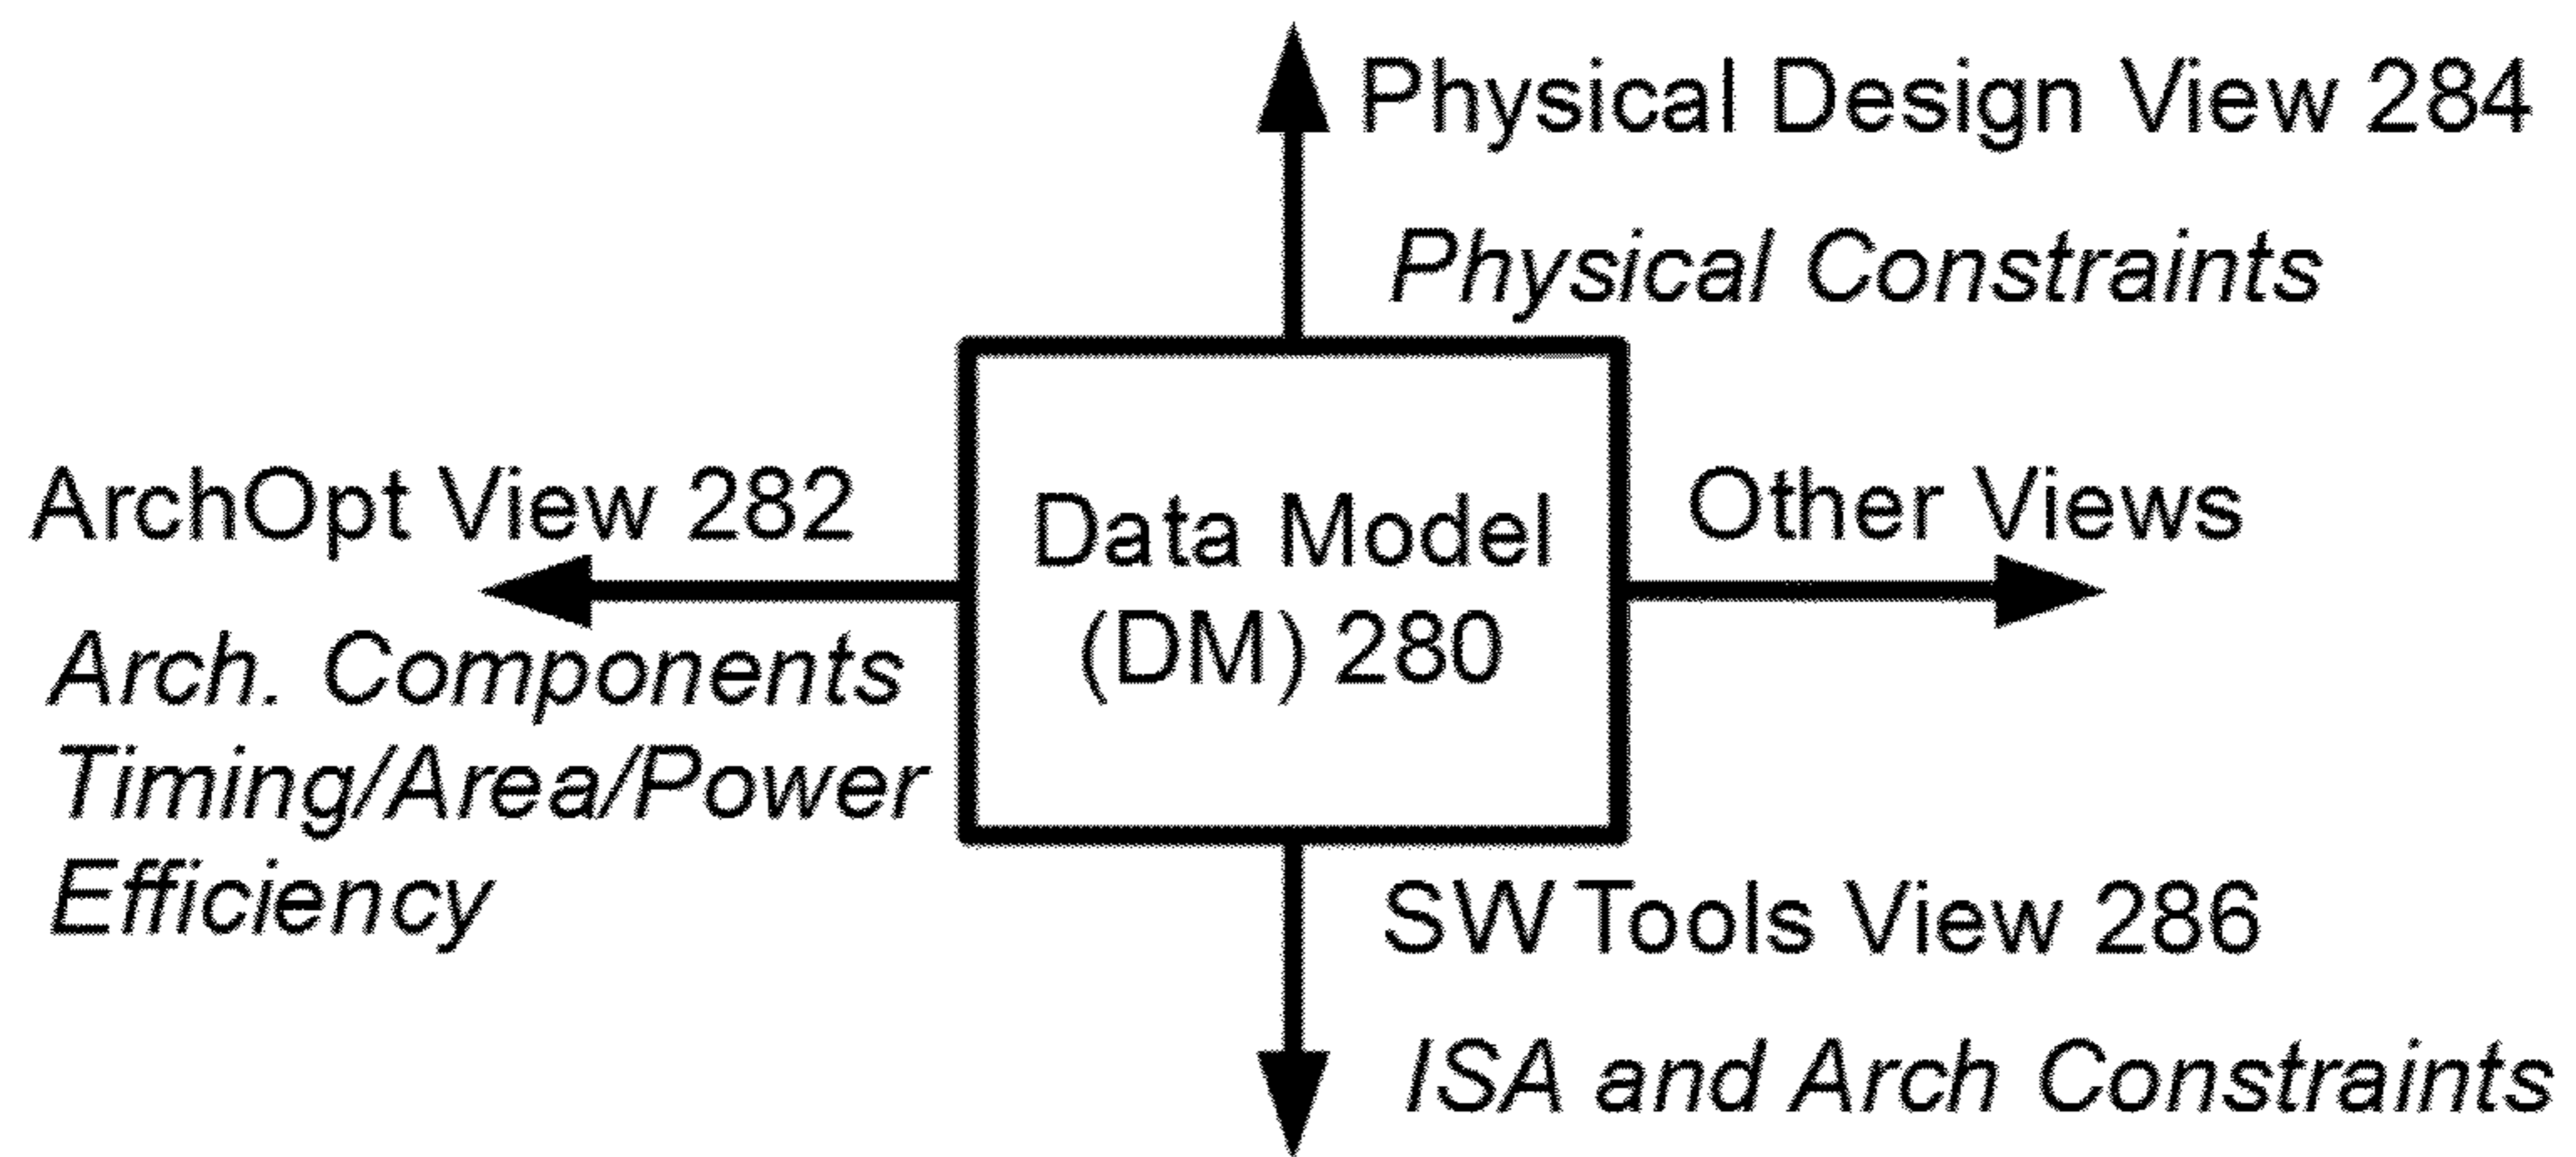 Physical Design View 284
Physical Constraints
ArchOpt View 282
Arch. Components
Timing/Area/Power
Efficiency
Data Model
(DM) 280
Other Views
SW Tools View 286
ISA and Arch Constraints